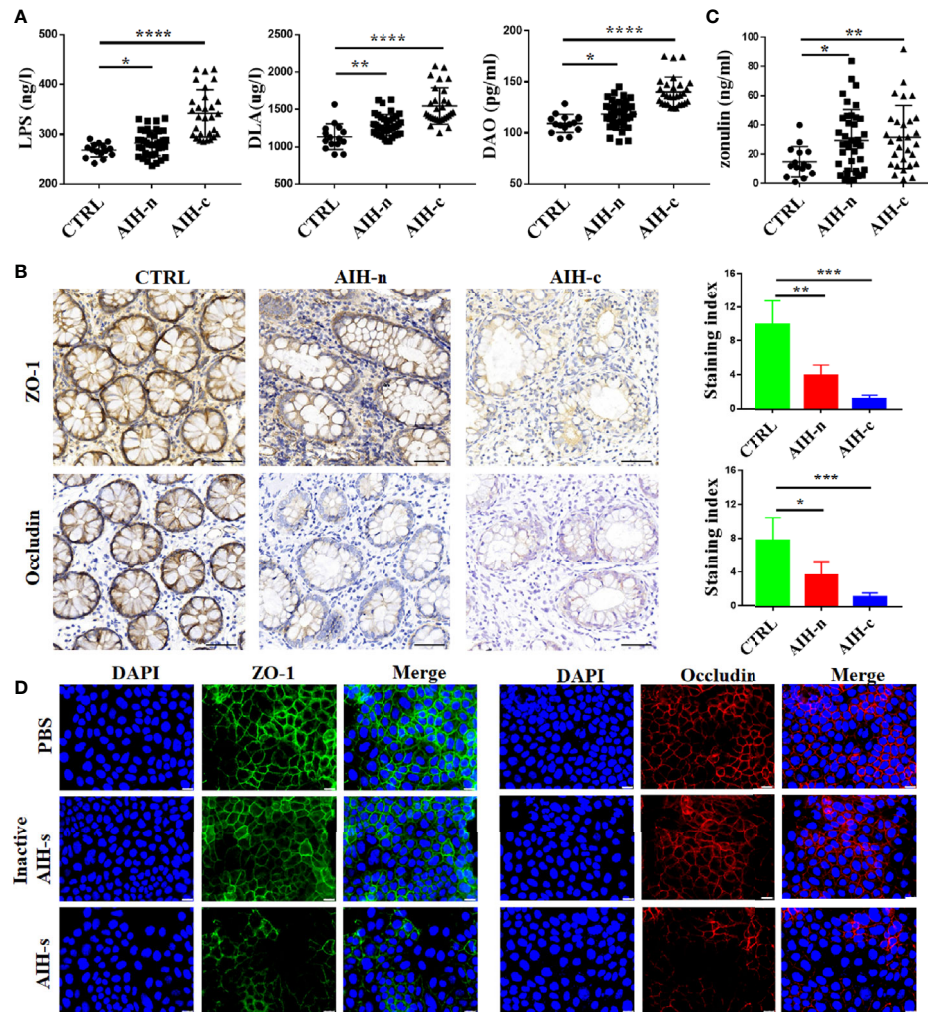 A
C
LPS (ng/l)
400
350
300
250
200
****
*
CTRL
AIH-n
AIH-c
DLA(ug/l)
2500
2000
1500
1000
500
****
**
CTRL
AIH-n
AIH-c
DAO (pg/ml)
200
150
100
50
****
*
CTRL
AIH-n
AIH-c
zonulin (ng/ml)
100
80
60
40
20
0
**
*
CTRL
AIH-n
AIH-c
B
CTRL AIH-n AIH-c
ZO-1
Occludin
Staining index
16
12
8
4
0
***
**
CTRL
AIH-n
AIH-c
Staining index
16
12
8
4
0
***
*
CTRL
AIH-n
AIH-c
D
DAPI ZO-1 Merge DAPI Occludin Merge
PBS
Inactive
AIH-s
AIH-s